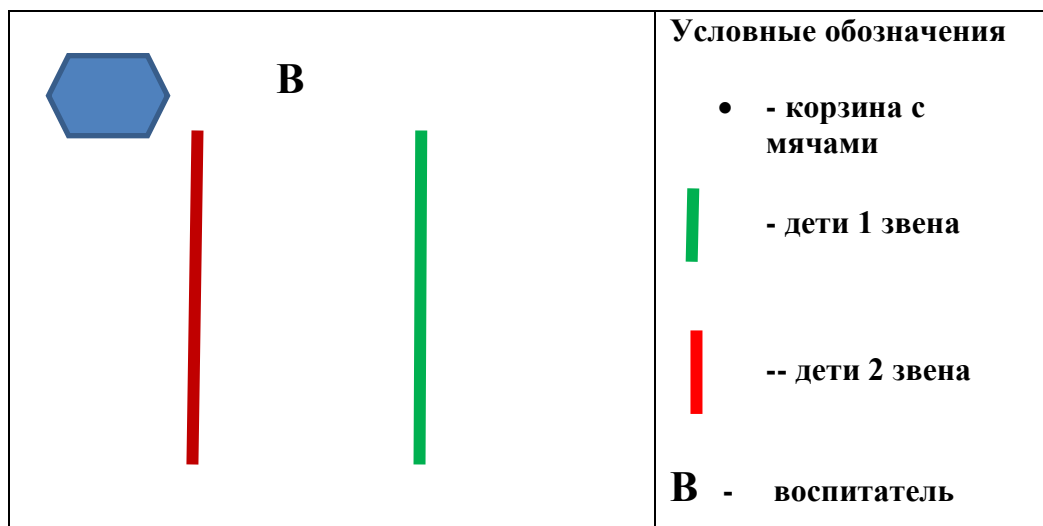 В
Условные обозначения
• - корзина с
мячами
- дети 1 звена
-- дети 2 звена
В - воспитатель